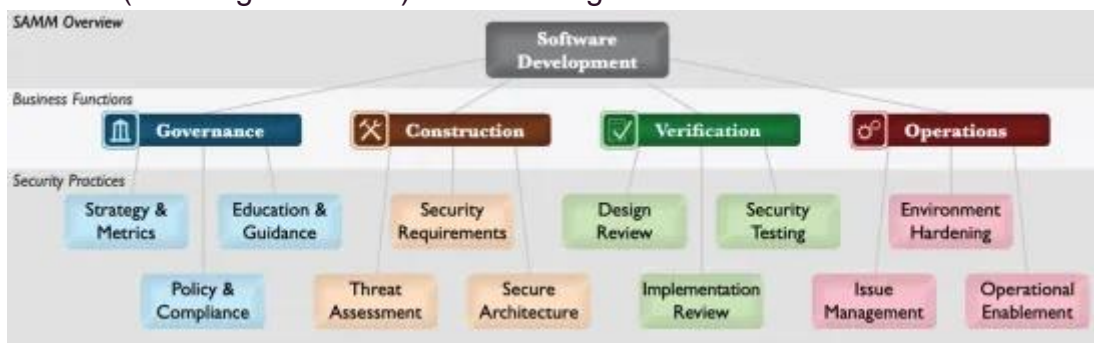 SAMM Overview
Software
Development
Business Functions
Governance
Construction
Verification
Operations
Security Practices
Strategy &
Metrics
Education &
Guidance
Security
Requirements
Design
Review
Security
Testing
Environment
Hardening
Policy &
Compliance
Threat
Assessment
Secure
Architecture
Implementation
Review
Issue
Management
Operational
Enablement